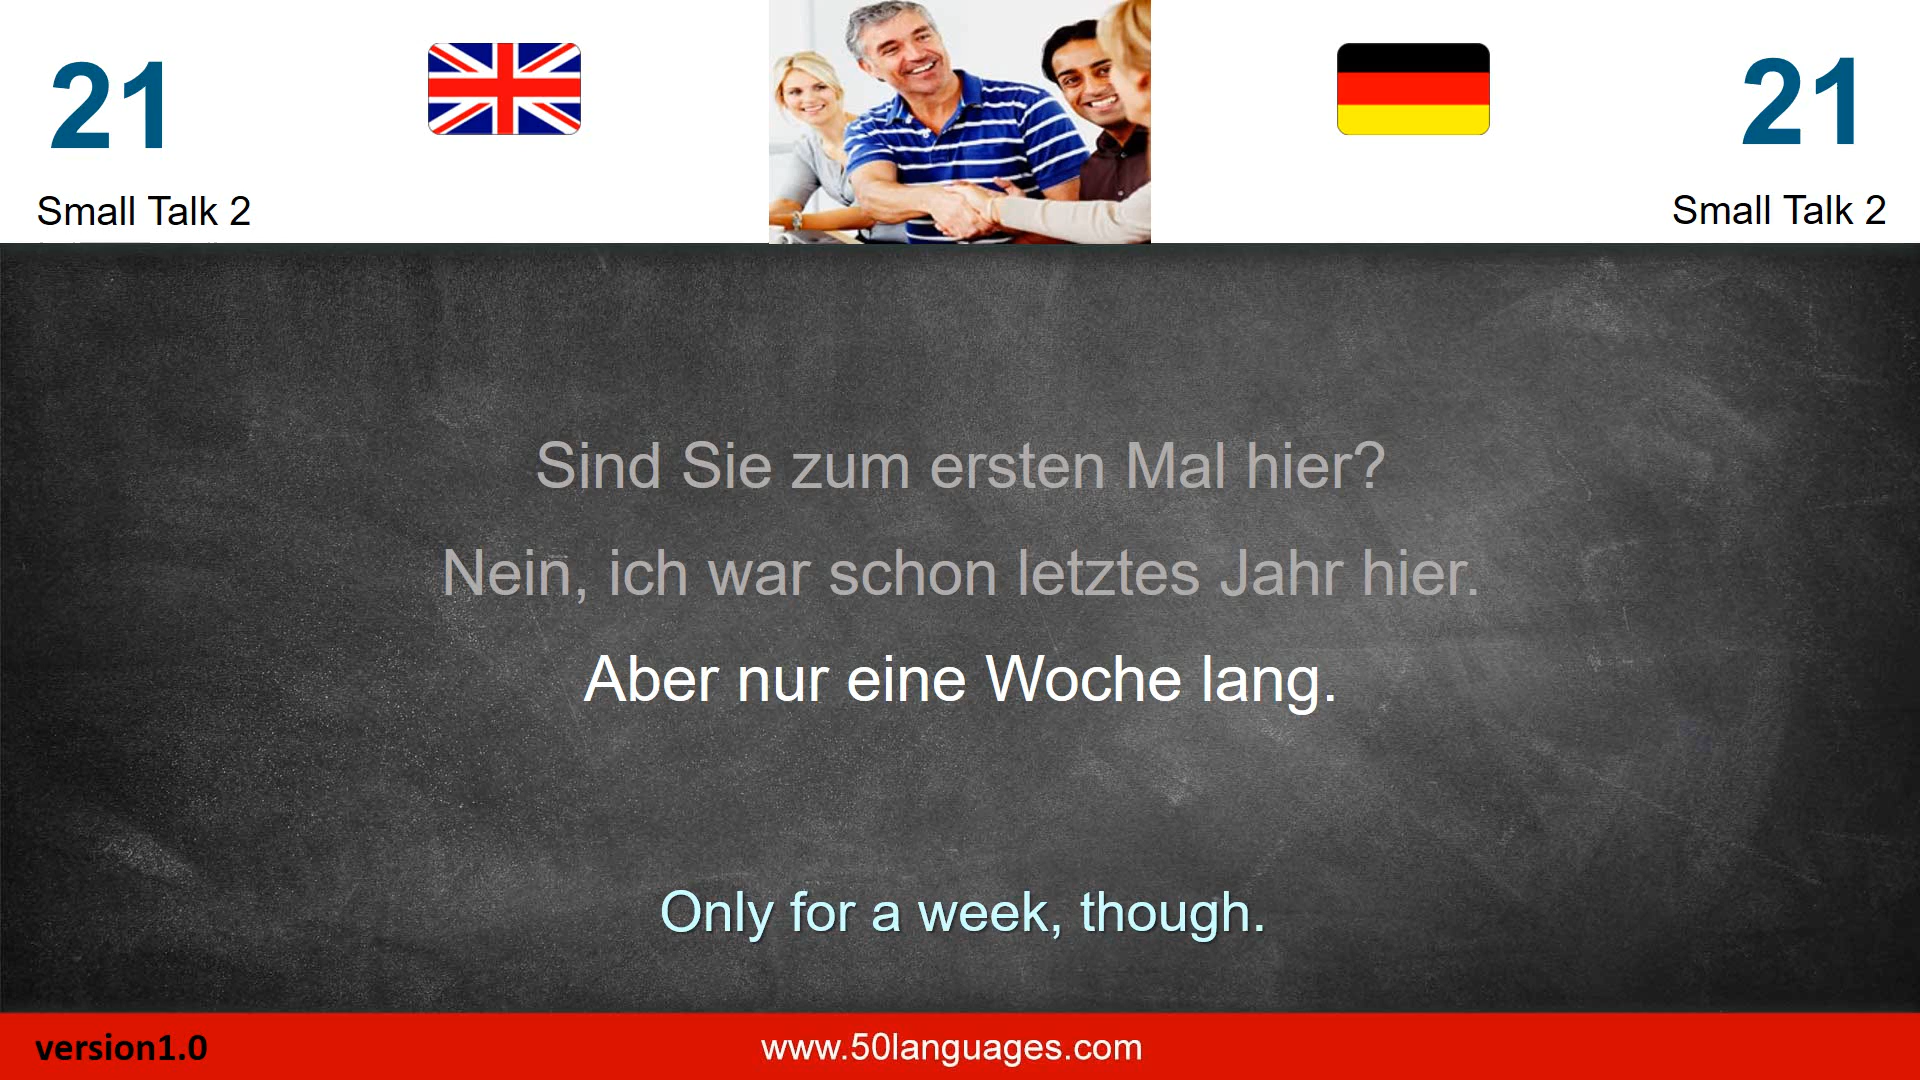 21
21
Small Talk 2
Small Talk 2
Sind Sie zum ersten Mal hier?
Nein, ich war schon letztes Jahr hier.
Aber nur eine Woche lang.
Only for a week, though.
version1.0
www.50languages.com